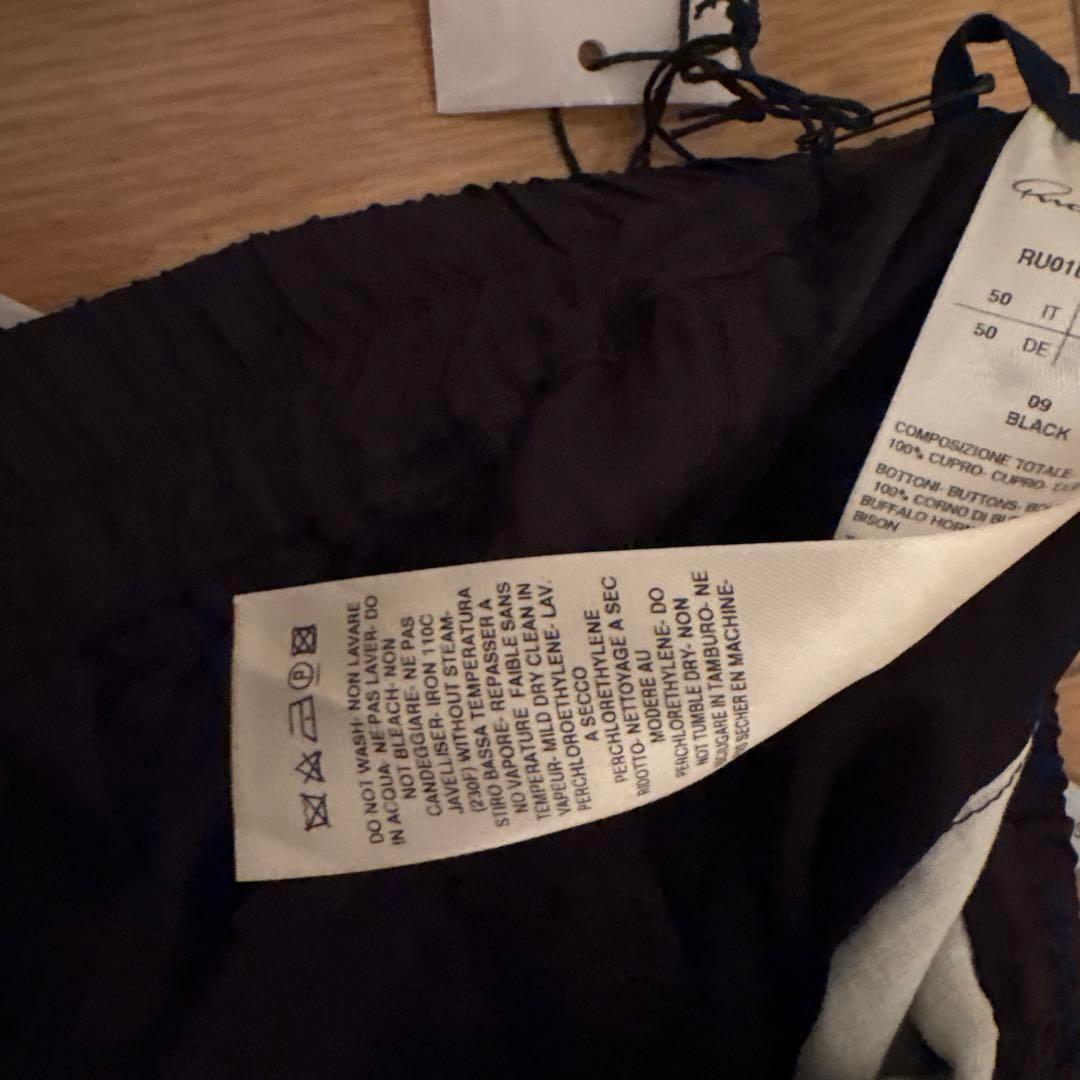 RU01
50 IT
50 DE
09
BLACK
COMPOSIZIONE TOTALE-
100% CUPRO- CUPRO-
BOTTONI- BUTTONS-
100% CORNO DI
BUFFALO
BISON
DO NOT WASH- NON LAVARE
IN ACQUA- NE PAS LAVER- DO
NOT BLEACH- NON
CANDEGGIARE- NE PAS
JAVELLISER- IRON 110C
(230F) WITHOUT STEAM-
STIRO BASSA TEMPERATURA
NO VAPORE- REPASSER A
TEMPERATURE FAIBLE SANS
VAPEUR- MILD DRY CLEAN IN
PERCHLOROETHYLENE- LAV.
A SECCO
PERCHLORETHYLENE
RIDOTTO- NETTOYAGE A SEC
MODERE AU
PERCHLORETHYLENE- DO
NOT TUMBLE DRY- NON
ASCIUGARE IN TAMBURO- NE
SECHER EN MACHINE-